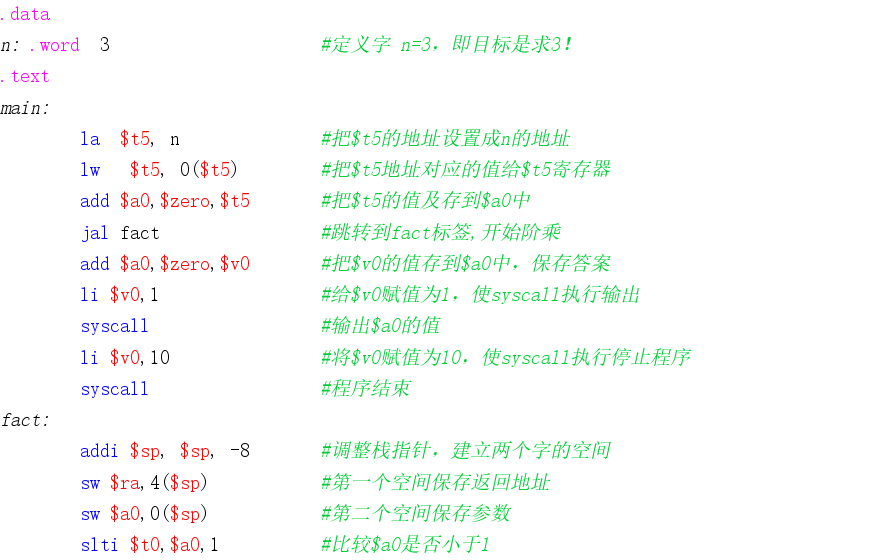 .data
n: .word 3 #定义字 n=3，即目标是求3！
.text
main:
la $t5, n #把$t5的地址设置成n的地址
lw $t5, 0($t5) #把$t5地址对应的值给$t5寄存器
add $a0,$zero,$t5 #把$t5的值及存到$a0中
jal fact #跳转到fact标签,开始阶乘
add $a0,$zero,$v0 #把$v0的值存到$a0中，保存答案
li $v0,1 #给$v0赋值为1，使syscall执行输出
syscall #输出$a0的值
li $v0,10 #将$v0赋值为10，使syscall执行停止程序
syscall #程序结束
fact:
addi $sp, $sp, -8 #调整栈指针，建立两个字的空间
sw $ra,4($sp) #第一个空间保存返回地址
sw $a0,0($sp) #第二个空间保存参数
slti $t0,$a0,1 #比较$a0是否小于1